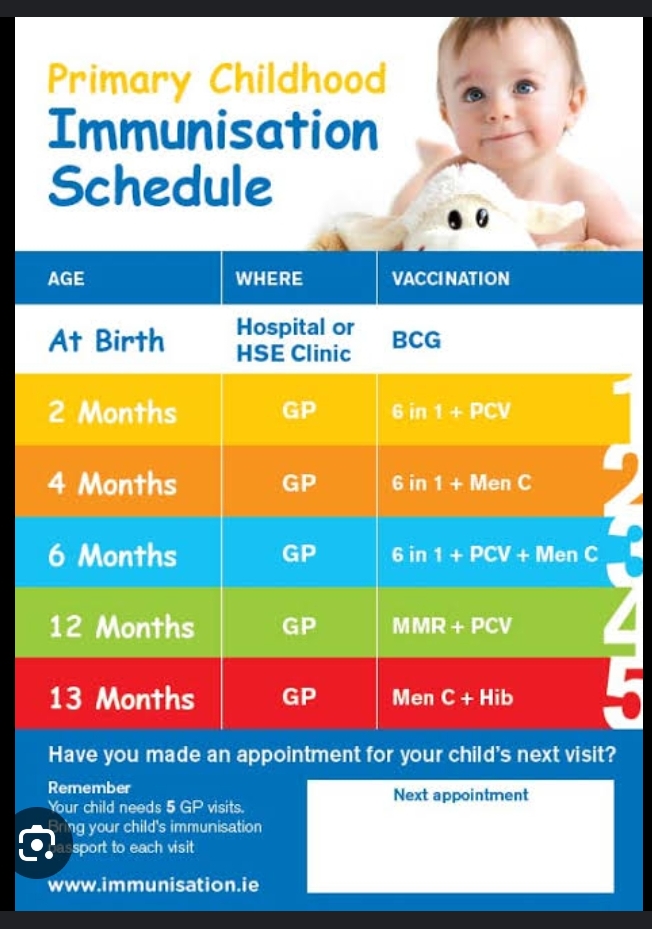 Primary Childhood
Immunisation
Schedule
AGE WHERE VACCINATION
At Birth Hospital or HSE Clinic BCG
2 Months GP 6 in 1 + PCV
1
4 Months GP 6 in 1 + Men C
2
6 Months GP 6 in 1 + PCV + Men C
3
12 Months GP MMR + PCV
4
13 Months GP Men C + Hib
5
Have you made an appointment for your child's next visit?
Remember
Your child needs 5 GP visits.
Bring your child's immunisation
passport to each visit
www.immunisation.ie
Next appointment